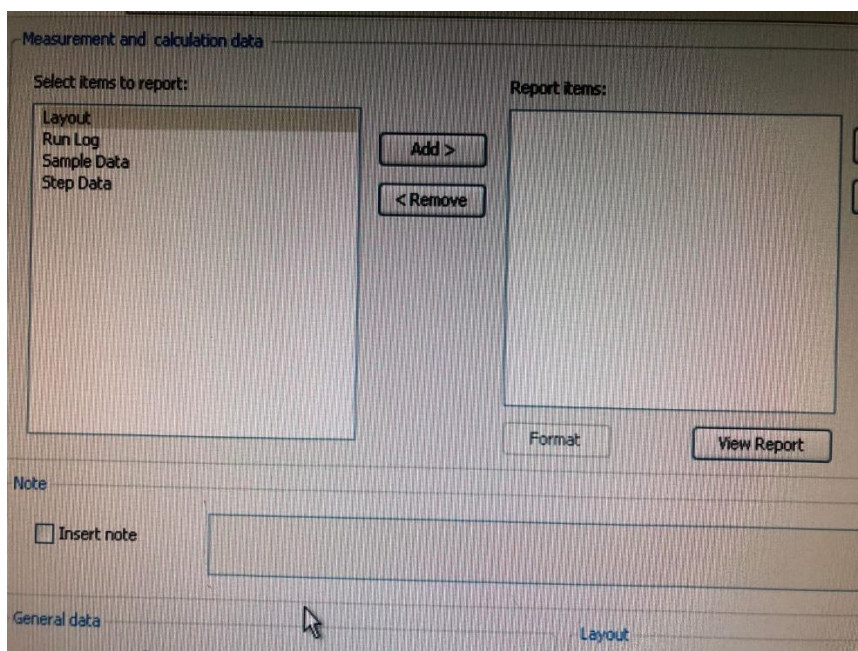 Measurement and calculation data
Select items to report:
Report items:
Layout
Run Log
Sample Data
Step Data
Add >
< Remove
Format
View Report
Note
Insert note
General data
Layout